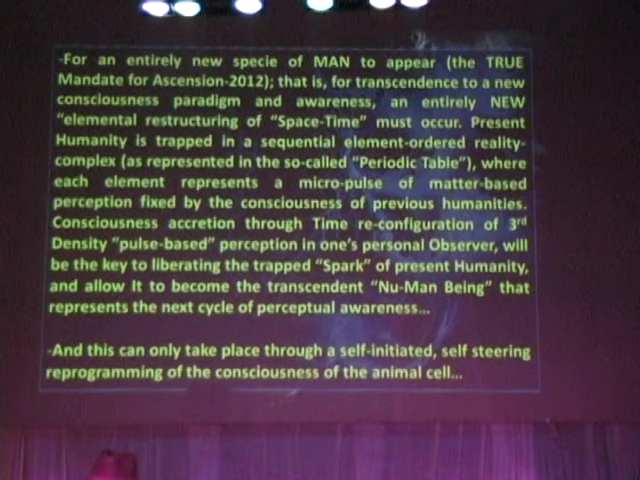 -For an entirely new specie of MAN to appear (the TRUE
Mandate for Ascension-2012); that is, for transcendence to a new
consciousness paradigm and awareness, an entirely NEW
“elemental restructuring of “Space-Time” must occur. Present
Humanity is trapped in a sequential element-ordered reality-
complex (as represented in the so-called “Periodic Table”), where
each element represents a micro-pulse of matter-based
perception fixed by the consciousness of previous humanities.
Consciousness accretion through Time re-configuration of 3rd
Density “pulse-based” perception in one’s personal Observer, will
be the key to liberating the trapped “Spark” of present Humanity,
and allow It to become the transcendent “Nu-Man Being” that
represents the next cycle of perceptual awareness...
-And this can only take place through a self-initiated, self steering
reprogramming of the consciousness of the animal cell...